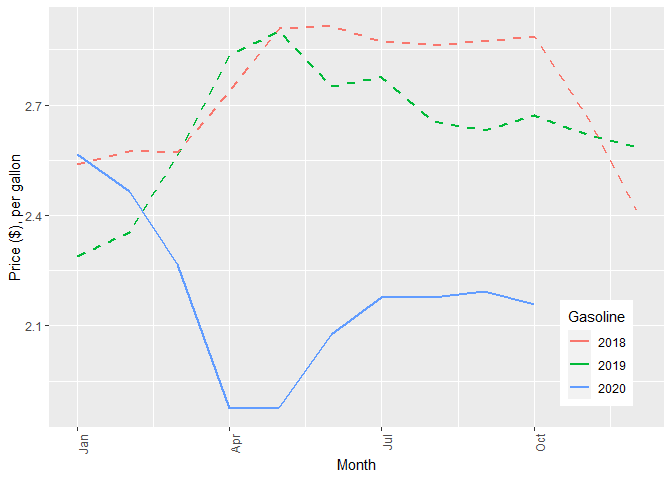 2.7
2.4
2.1
Price ($), per gallon
Jan
Apr
Jul
Oct
Month
Gasoline
2018
2019
2020